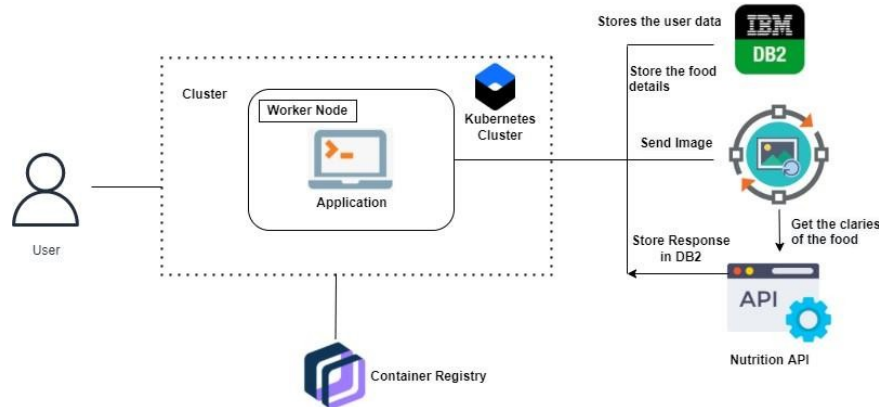 Stores the user data
IBM
DB2
Store the food
details
Cluster
Worker Node
Kubernetes
Cluster
Application
Send Image
User
Get the claries
of the food
Store Response
in DB2
API
Nutrition API
Container Registry